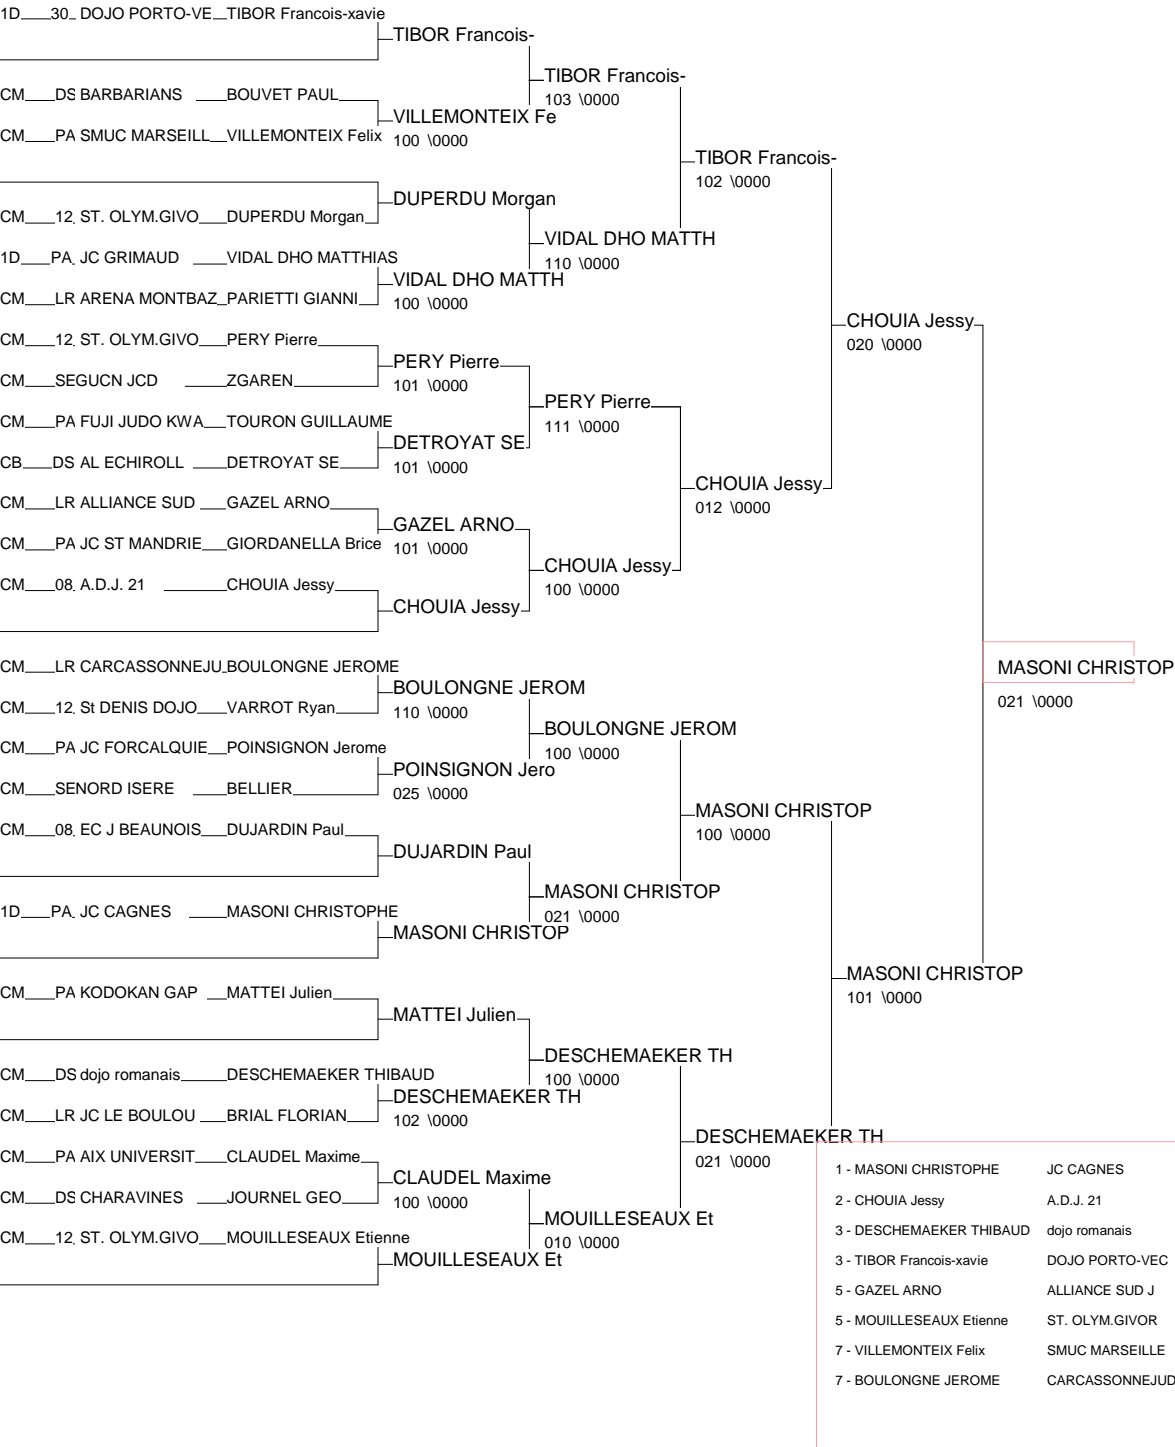 1D 30 DOJO PORTO-VE TIBOR Francois-xavie
TIBOR Francois-
TIBOR Francois-
CM DS BARBARIANS BOUVET PAUL
103 \0000
VILLEMONTEIX Fe
CM PA SMUC MARSEILL VILLEMONTEIX Felix
100 \0000
TIBOR Francois-
102 \0000
DUPERDU Morgan
CM 12 ST. OLYM.GIVO DUPERDU Morgan
VIDAL DHO MATTH
1D PA JC GRIMAUD VIDAL DHO MATTHIAS
110 \0000
VIDAL DHO MATTH
CM LR ARENA MONTBAZ PARIETTI GIANNI
100 \0000
CHOUIA Jessy
CM 12 ST. OLYM.GIVO PERY Pierre
020 \0000
PERY Pierre
CM SEGUCN JCD ZGAREN
101 \0000
PERY Pierre
CM PA FUJI JUDO KWA TOURON GUILLAUME
111 \0000
DETROYAT SE
CB DS AL ECHIROLL DETROYAT SE
101 \0000
CHOUIA Jessy
CM LR ALLIANCE SUD GAZEL ARNO
012 \0000
GAZEL ARNO
CM PA JC ST MANDRIE GIORDANELLA Brice
101 \0000
CHOUIA Jessy
CM 08 A.D.J. 21 CHOUIA Jessy
100 \0000
CHOUIA Jessy
CM LR CARCASSONNEJU BOULONGNE JEROME
MASONI CHRISTOP
BOULONGNE JEROM
021 \0000
CM 12 St DENIS DOJO VARROT Ryan
110 \0000
BOULONGNE JEROM
CM PA JC FORCALQUIE POINSIGNON Jerome
100 \0000
POINSIGNON Jero
CM SENORD ISERE BELLIER
025 \0000
MASONI CHRISTOP
CM 08 EC J BEAUNOIS DUJARDIN Paul
100 \0000
DUJARDIN Paul
MASONI CHRISTOP
1D PA JC CAGNES MASONI CHRISTOPHE
021 \0000
MASONI CHRISTOP
MASONI CHRISTOP
CM PA KODOKAN GAP MATTEI Julien
101 \0000
MATTEI Julien
DESCHEMAEKER TH
CM DS dojo romanais DESCHEMAEKER THIBAUD
100 \0000
DESCHEMAEKER TH
CM LR JC LE BOULOU BRIAL FLORIAN
102 \0000
DESCHEMAEKER TH
CM PA AIX UNIVERSIT CLAUDEL Maxime
021 \0000
CLAUDEL Maxime
CM DS CHARAVINES JOURNEL GEO
100 \0000
MOUILLESEAUX Et
CM 12 ST. OLYM.GIVO MOUILLESEAUX Etienne
010 \0000
MOUILLESEAUX Et
1 - MASONI CHRISTOPHE JC CAGNES
2 - CHOUIA Jessy A.D.J. 21
3 - DESCHEMAEKER THIBAUD dojo romanais
3 - TIBOR Francois-xavie DOJO PORTO-VEC
5 - GAZEL ARNO ALLIANCE SUD J
5 - MOUILLESEAUX Etienne ST. OLYM.GIVOR
7 - VILLEMONTEIX Felix SMUC MARSEILLE
7 - BOULONGNE JEROME CARCASSONNEJUD